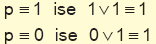 p ≡ 1 ise 1 ∨ 1 ≡ 1
p ≡ 0 ise 0 ∨ 1 ≡ 1